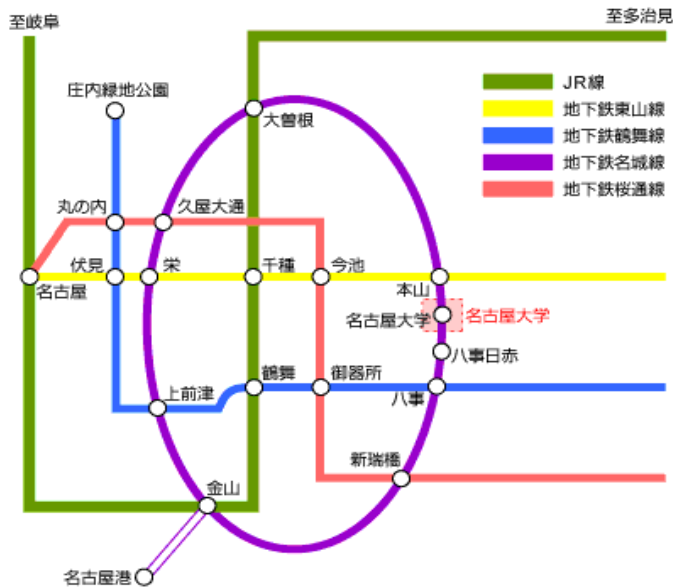 至岐阜
至多治見
庄内緑地公園
JR線
地下鉄東山線
地下鉄鶴舞線
地下鉄名城線
地下鉄桜通線
大曽根
丸の内
久屋大通
伏見
栄
千種
今池
名古屋
本山
名古屋大学
名古屋大学
八事日赤
鶴舞
御器所
上前津
八事
新瑞橋
金山
名古屋港